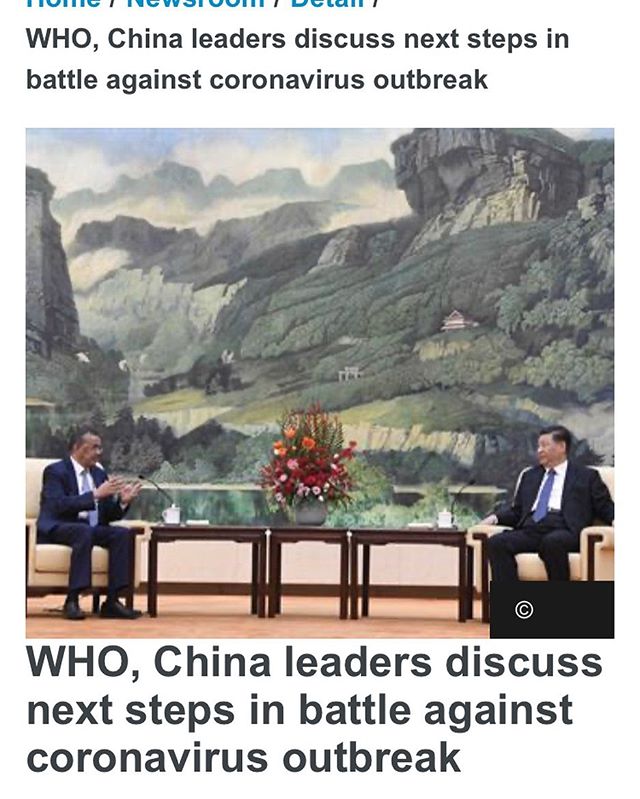 Home / Newsroom / Detail /
WHO, China leaders discuss next steps in
battle against coronavirus outbreak
©
WHO, China leaders discuss
next steps in battle against
coronavirus outbreak